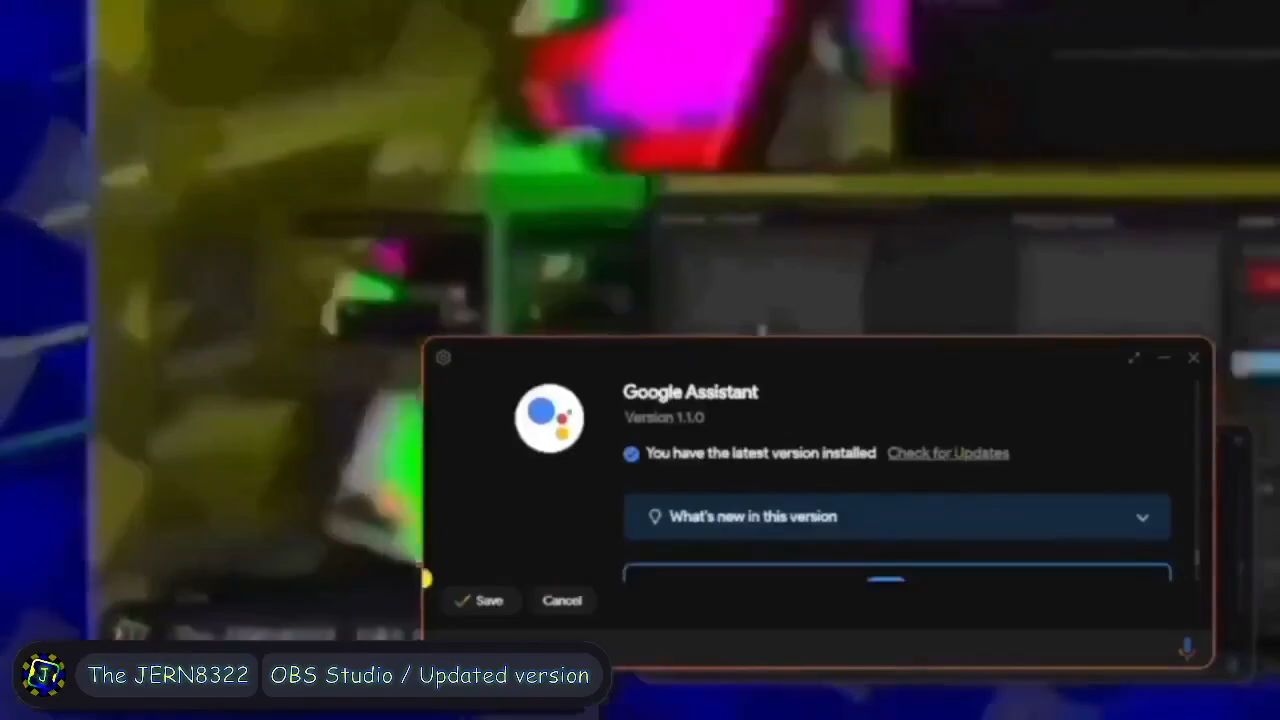 Google Assistant
Version 1.1.0
You have the latest version installed Check for Updates
What's new in this version
Save Cancel
The JERN8322 OBS Studio / Updated version